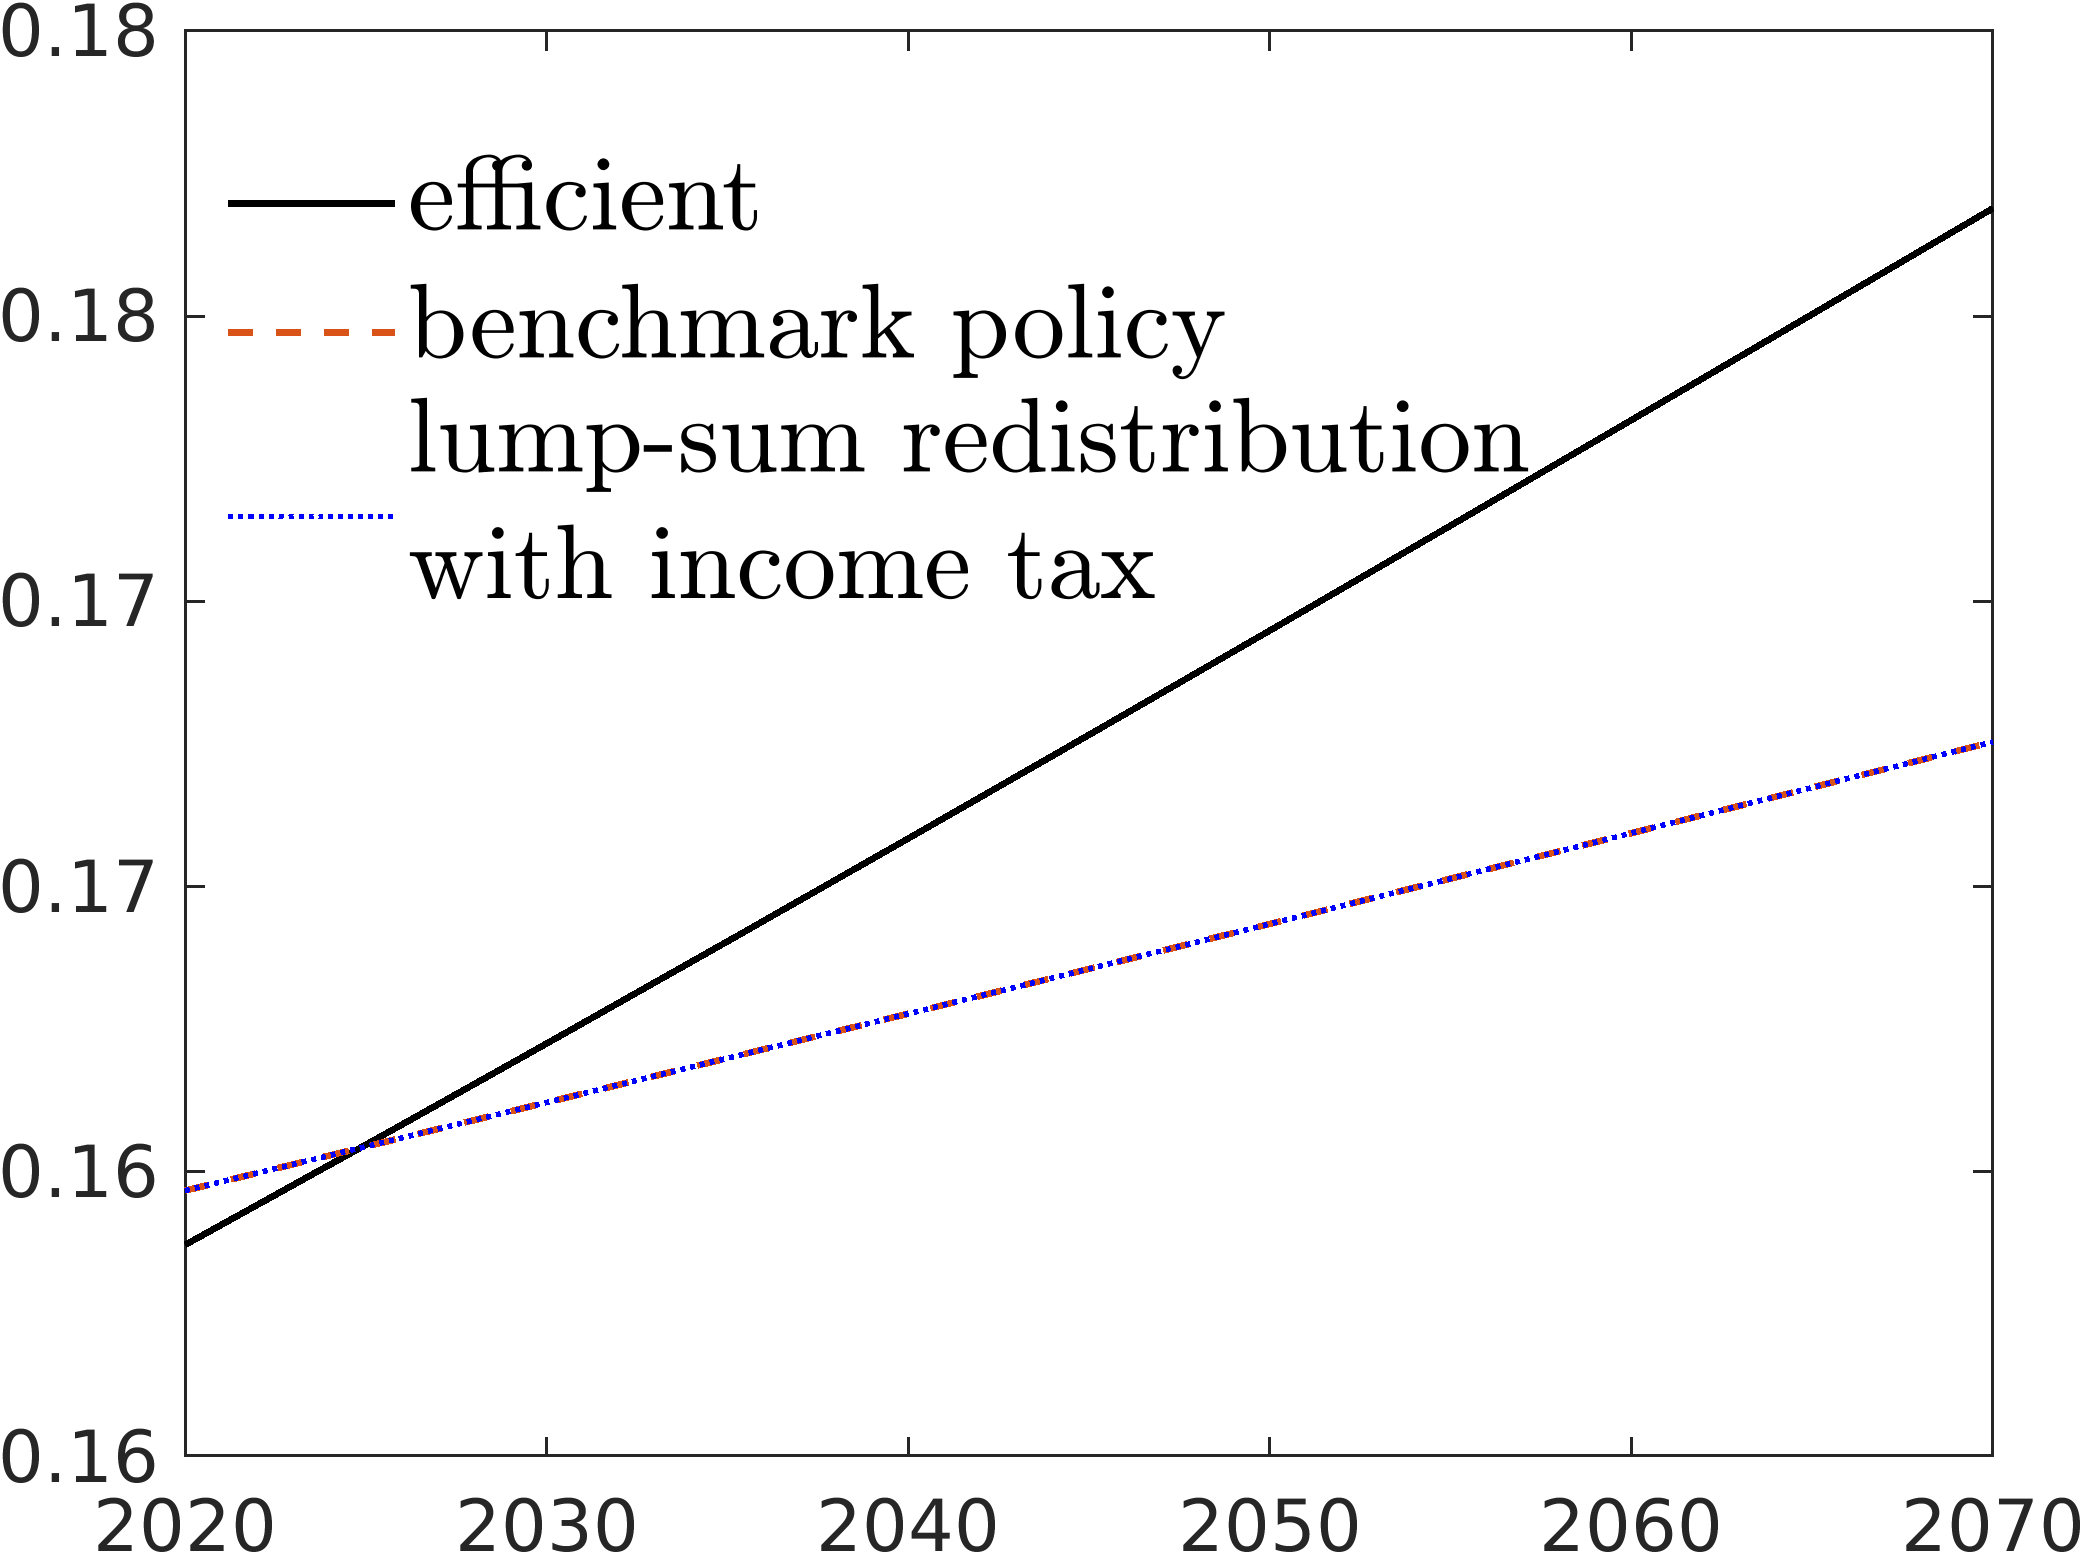 0.18
efficient
0.18
benchmark policy
lump-sum redistribution
with income tax
0.17
0.17
0.16
0.16
2020 2030 2040 2050 2060 2070